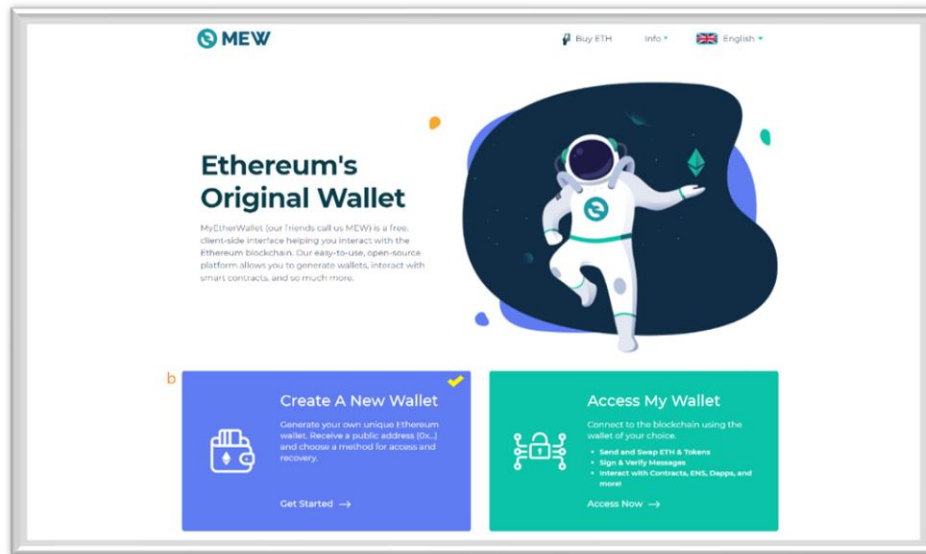 MEW
Buy ETH
Info
English
Ethereum's
Original Wallet
MyEtherWallet (our friends call us MEW) is a free,
client-side interface helping you interact with the
Ethereum blockchain. Our easy-to-use, open-source
platform allows you to generate wallets, interact with
smart contracts, and so much more.
b
Create A New Wallet
Generate your own unique Ethereum
wallet. Receive a public address (0x...)
and choose a method for access and
recovery.
Get Started →
Access My Wallet
Connect to the blockchain using the
wallet of your choice.
• Send and Swap ETH & Tokens
• Sign & Verify Messages
• Interact with Contracts, ENS, Dapps, and
more!
Access Now →